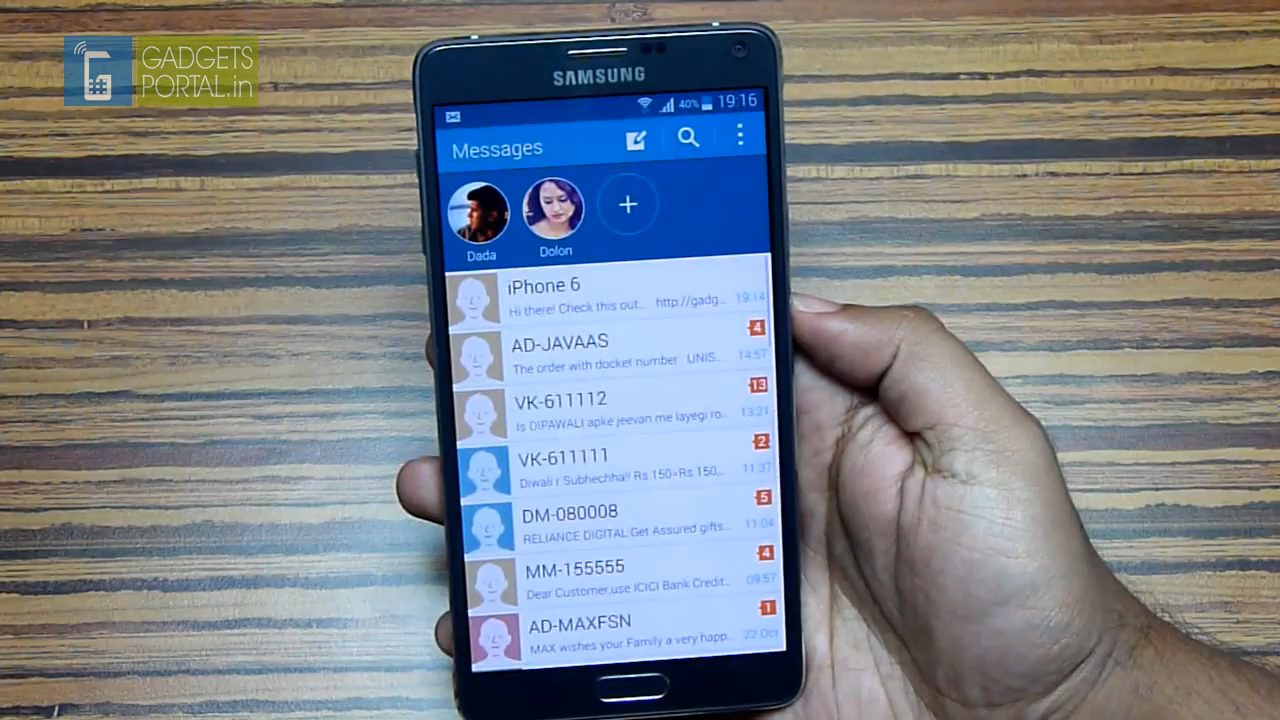 GADGETS
PORTAL.in
SAMSUNG
40% 19:16
Messages
Dada
Dolon
iPhone 6
Hi there! Check this out... http://gadg... 19:14
AD-JAVAAS 4
The order with docket number UNIS... 14:57
VK-611112 13
Is DIPAWALI apke jeevan me layegi ro... 13:21
VK-611111 2
Diwali r Subhechha!! Rs 150=Rs 150,... 11:37
DM-080008 5
RELIANCE DIGITAL:Get Assured gifts... 11:04
MM-155555 4
Dear Customer,use ICICI Bank Credit... 09:57
AD-MAXFSN 1
MAX wishes your Family a very happ... 22 Oct